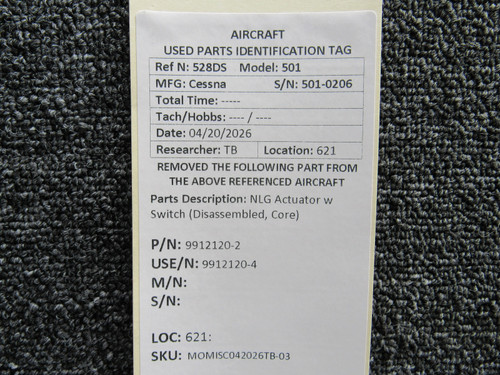 AIRCRAFT
USED PARTS IDENTIFICATION TAG
Ref N: 528DS Model: 501
MFG: Cessna S/N: 501-0206
Total Time: -----
Tach/Hobbs: ---- / ----
Date: 04/20/2026
Researcher: TB Location: 621
REMOVED THE FOLLOWING PART FROM
THE ABOVE REFERENCED AIRCRAFT
Parts Description: NLG Actuator w
Switch (Disassembled, Core)
P/N: 9912120-2
USE/N: 9912120-4
M/N:
S/N:
LOC: 621:
SKU: MOMISC042026TB-03